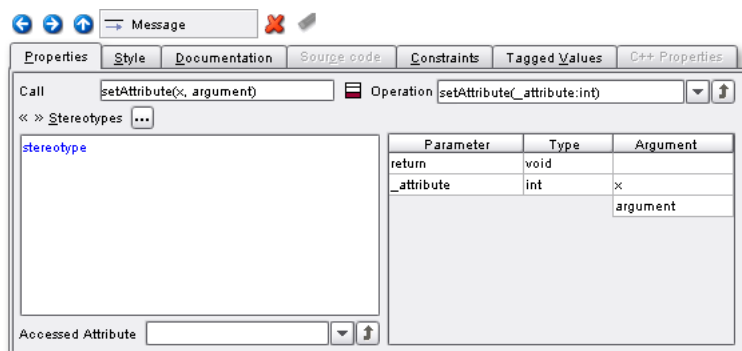 Message
Properties Style Documentation Source code Constraints Tagged Values C++ Properties
Call setAttribute(x, argument) Operation setAttribute(_attribute:int)
« » Stereotypes ...
stereotype
Parameter Type Argument
return void
_attribute int x
argument
Accessed Attribute